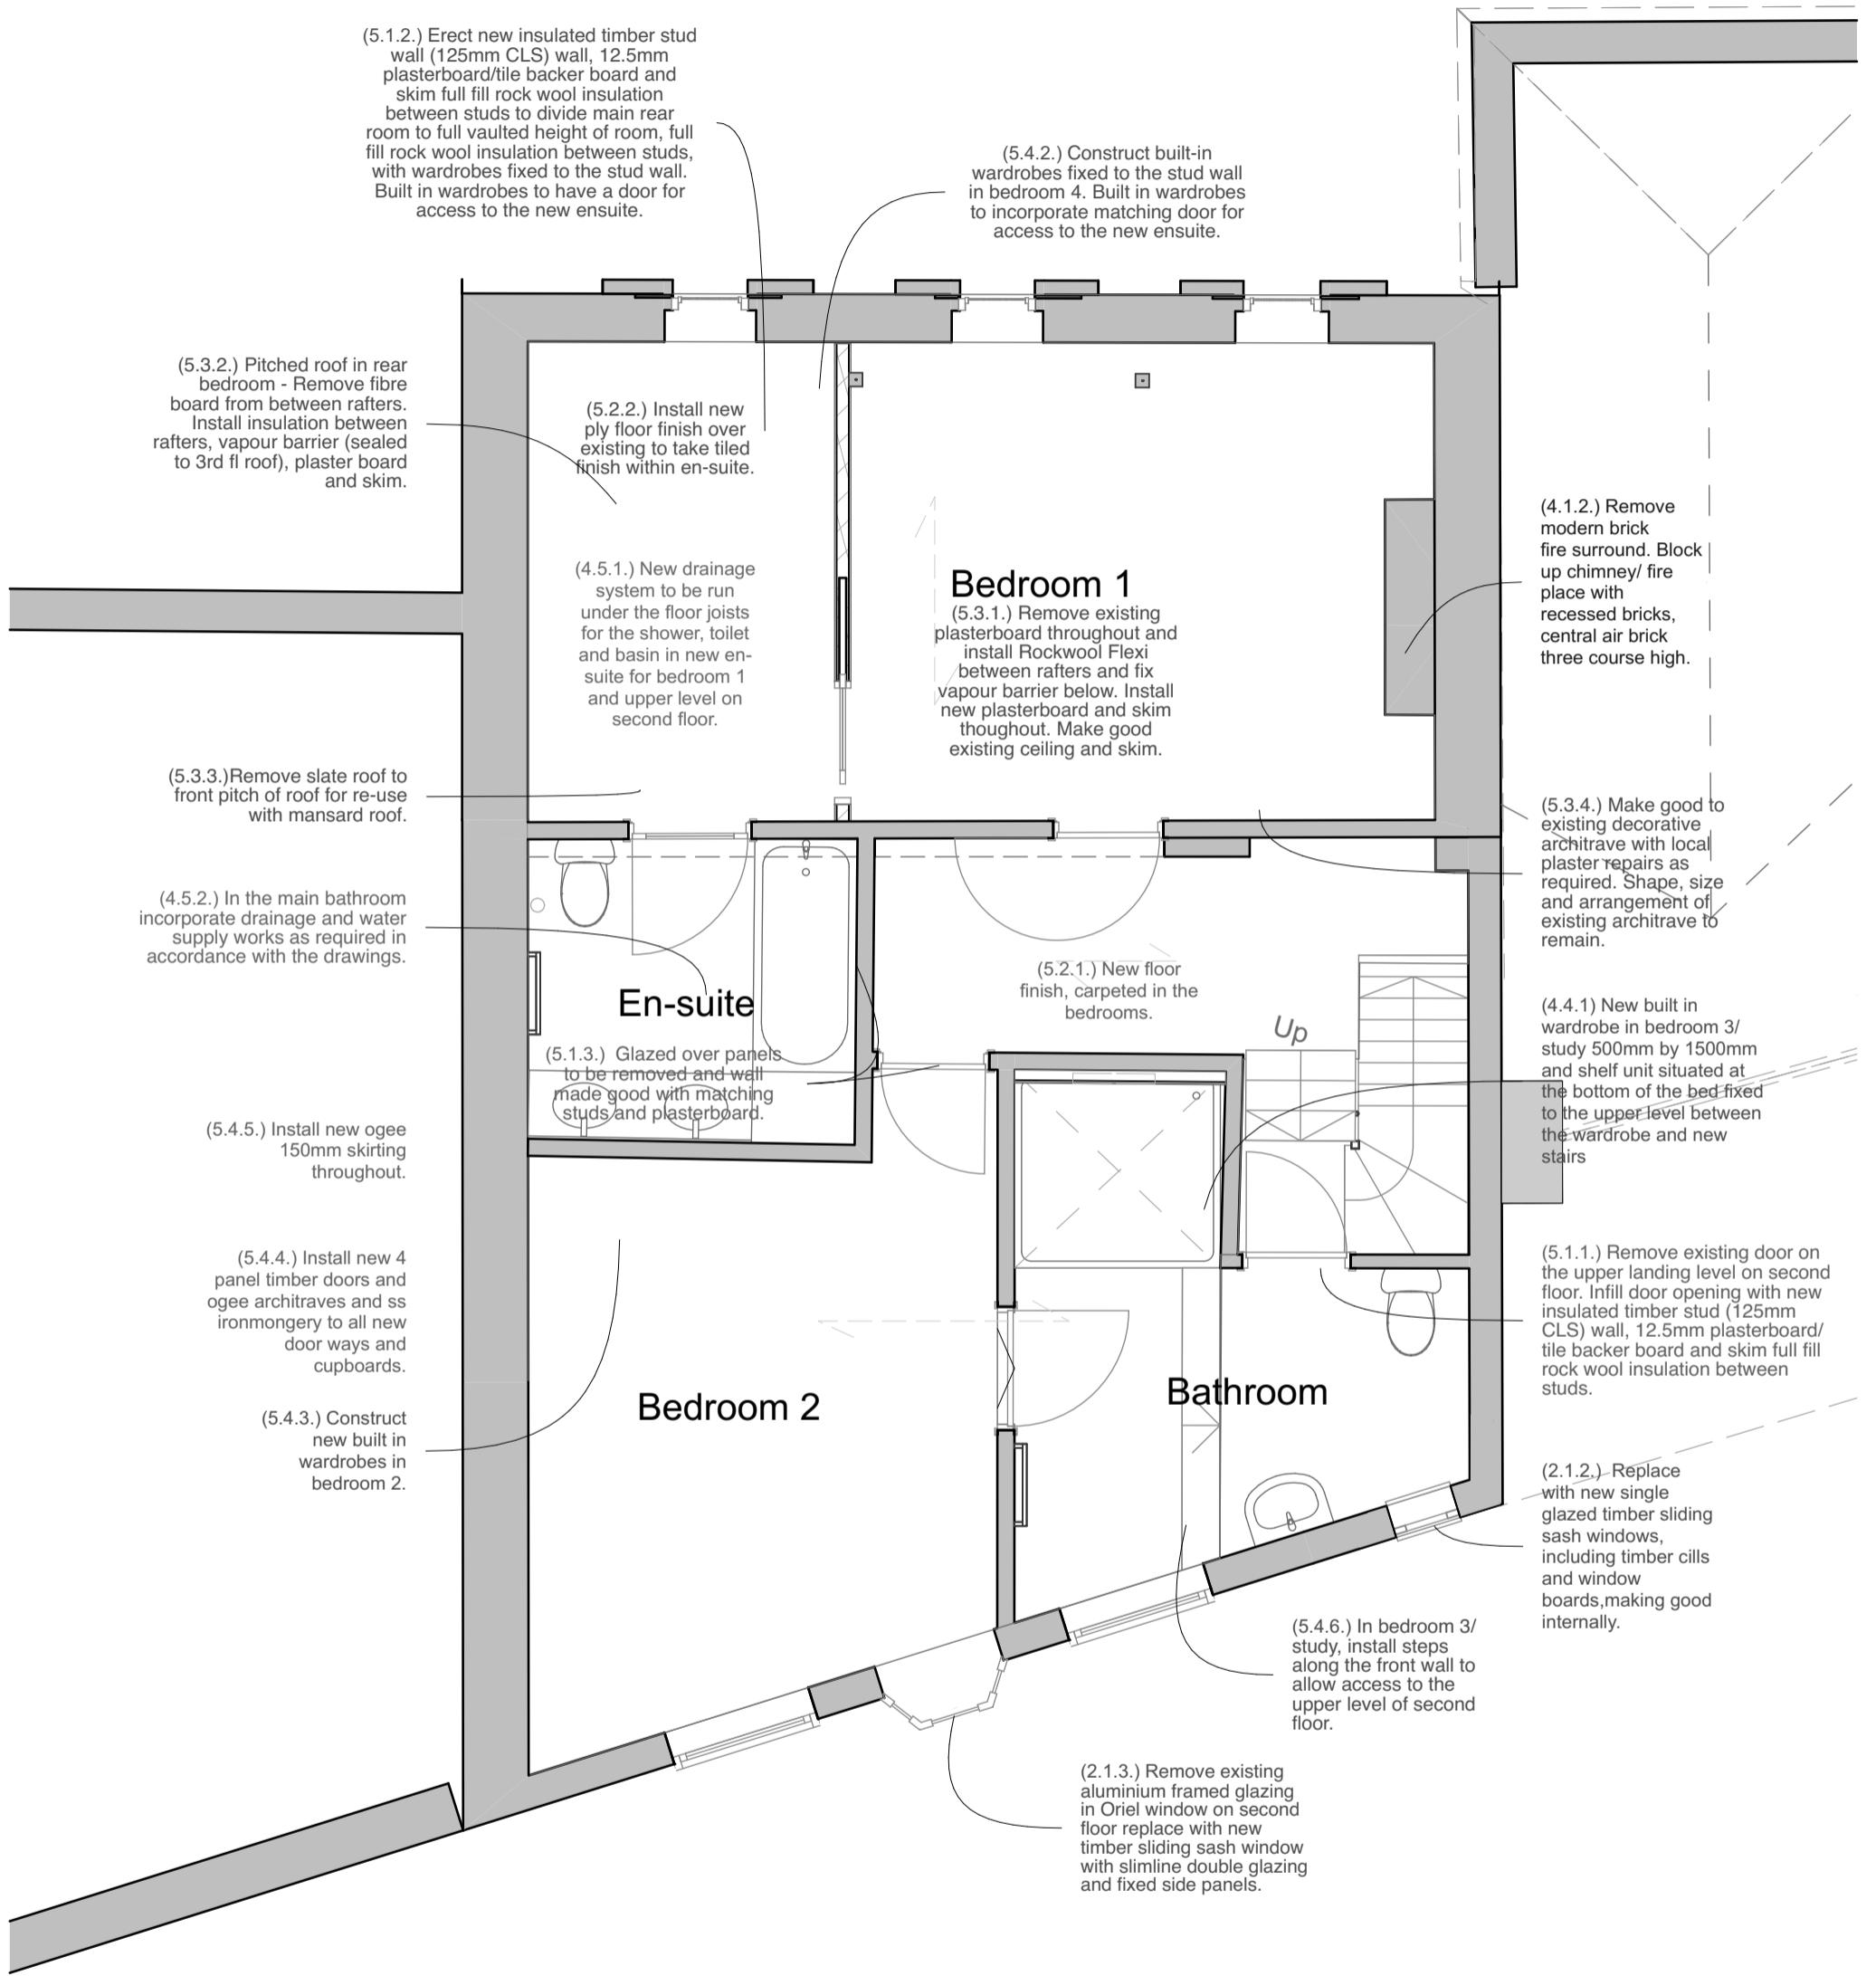 (5.1.2.) Erect new insulated timber stud
wall (125mm CLS) wall, 12.5mm
plasterboard/tile backer board and
skim full fill rock wool insulation
between studs to divide main rear
room to full vaulted height of room, full
fill rock wool insulation between studs,
with wardrobes fixed to the stud wall.
Built in wardrobes to have a door for
access to the new ensuite.
(5.4.2.) Construct built-in
wardrobes fixed to the stud wall
in bedroom 4. Built in wardrobes
to incorporate matching door for
access to the new ensuite.
(5.3.2.) Pitched roof in rear
bedroom - Remove fibre
board from between rafters.
Install insulation between
rafters, vapour barrier (sealed
to 3rd fl roof), plaster board
and skim.
(5.2.2.) Install new
ply floor finish over
existing to take tiled
finish within en-suite.
(4.1.2.) Remove
modern brick
fire surround. Block
up chimney/ fire
place with
recessed bricks,
central air brick
three course high.
(4.5.1.) New drainage
system to be run
under the floor joists
for the shower, toilet
and basin in new en-
suite for bedroom 1
and upper level on
second floor.
Bedroom 1
(5.3.1.) Remove existing
plasterboard throughout and
install Rockwool Flexi
between rafters and fix
vapour barrier below. Install
new plasterboard and skim
thoughout. Make good
existing ceiling and skim.
(5.3.3.)Remove slate roof to
front pitch of roof for re-use
with mansard roof.
(5.3.4.) Make good to
existing decorative
architrave with local
plaster repairs as
required. Shape, size
and arrangement of
existing architrave to
remain.
(4.5.2.) In the main bathroom
incorporate drainage and water
supply works as required in
accordance with the drawings.
En-suite
(5.2.1.) New floor
finish, carpeted in the
bedrooms.
Up
(4.4.1) New built in
wardrobe in bedroom 3/
study 500mm by 1500mm
and shelf unit situated at
the bottom of the bed fixed
to the upper level between
the wardrobe and new
stairs
(5.1.3.) Glazed over panels
to be removed and wall
made good with matching
studs and plasterboard.
(5.4.5.) Install new ogee
150mm skirting
throughout.
(5.4.4.) Install new 4
panel timber doors and
ogee architraves and ss
ironmongery to all new
door ways and
cupboards.
(5.1.1.) Remove existing door on
the upper landing level on second
floor. Infill door opening with new
insulated timber stud (125mm
CLS) wall, 12.5mm plasterboard/
tile backer board and skim full fill
rock wool insulation between
studs.
Bedroom 2
Bathroom
(5.4.3.) Construct
new built in
wardrobes in
bedroom 2.
(2.1.2.) Replace
with new single
glazed timber sliding
sash windows,
including timber cills
and window
boards,making good
internally.
(5.4.6.) In bedroom 3/
study, install steps
along the front wall to
allow access to the
upper level of second
floor.
(2.1.3.) Remove existing
aluminium framed glazing
in Oriel window on second
floor replace with new
timber sliding sash window
with slimline double glazing
and fixed side panels.